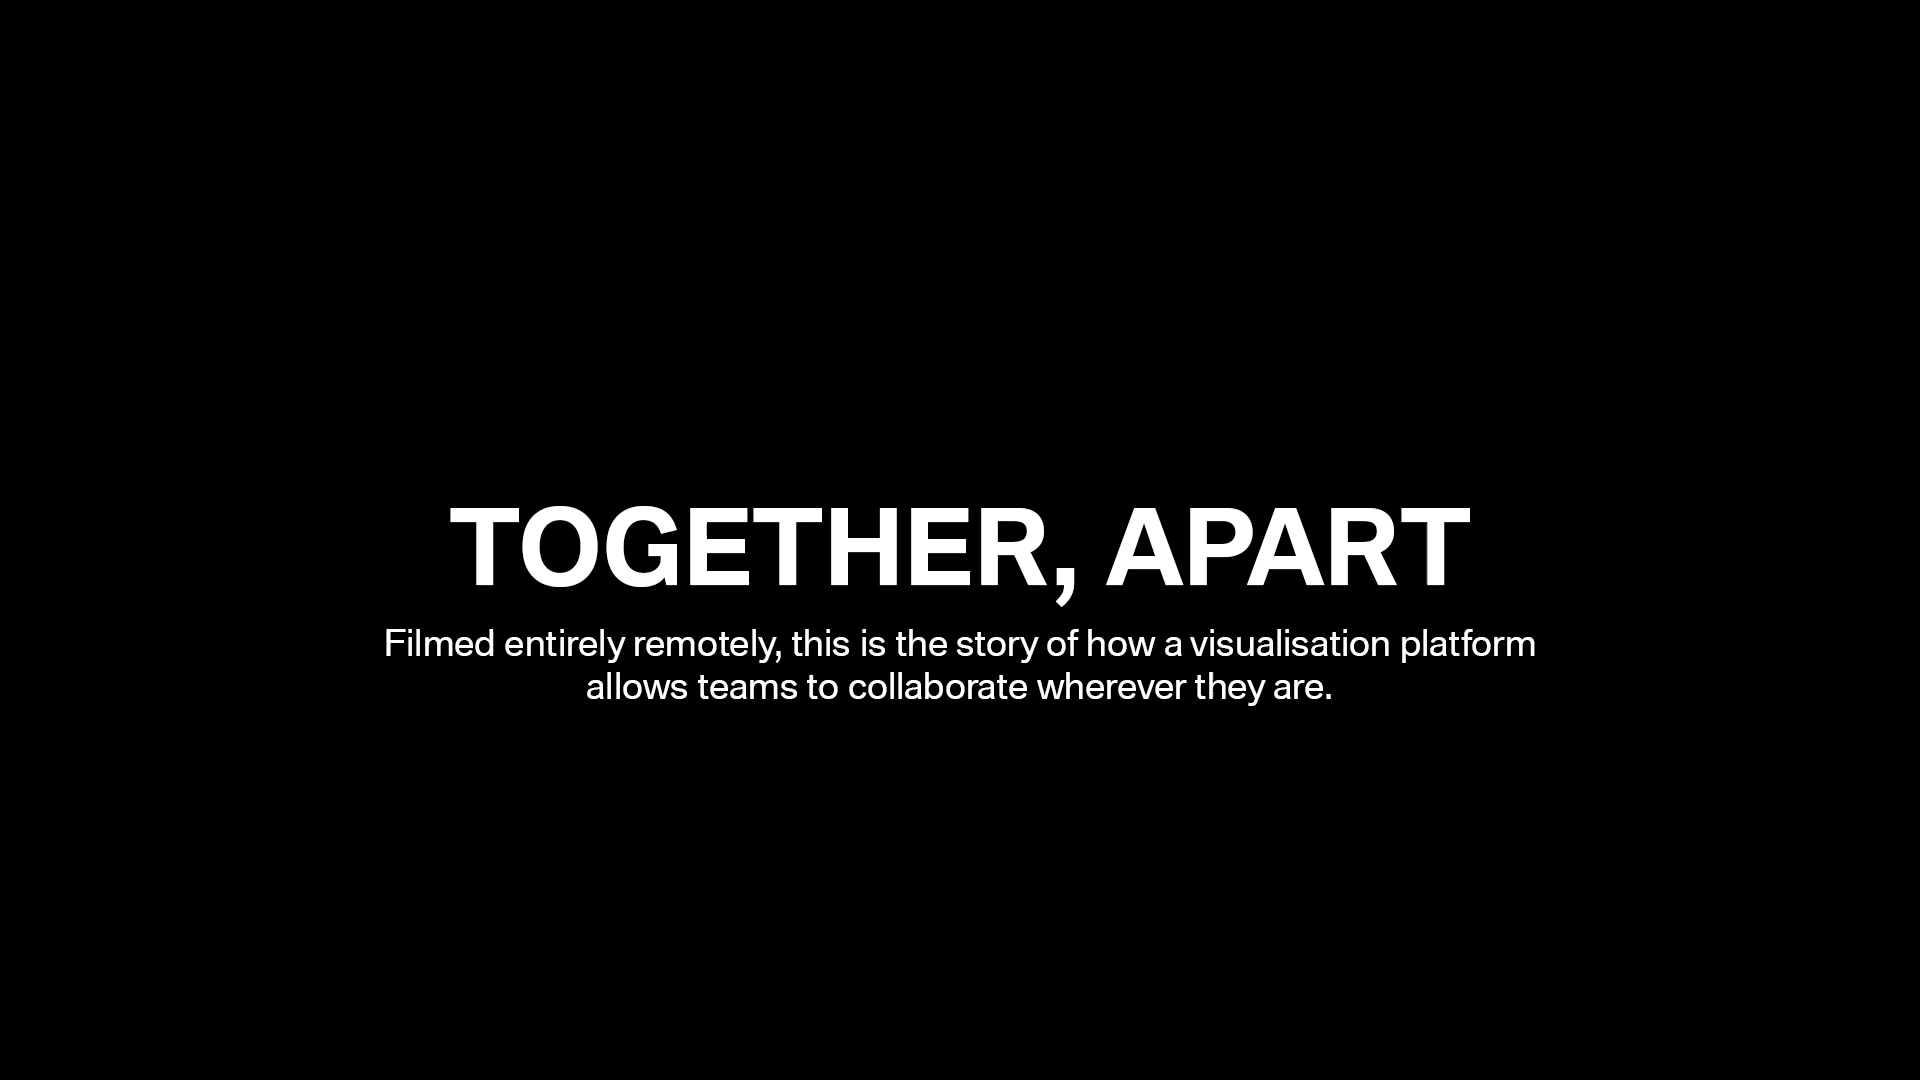 TOGETHER, APART
Filmed entirely remotely, this is the story of how a visualisation platform
allows teams to collaborate wherever they are.